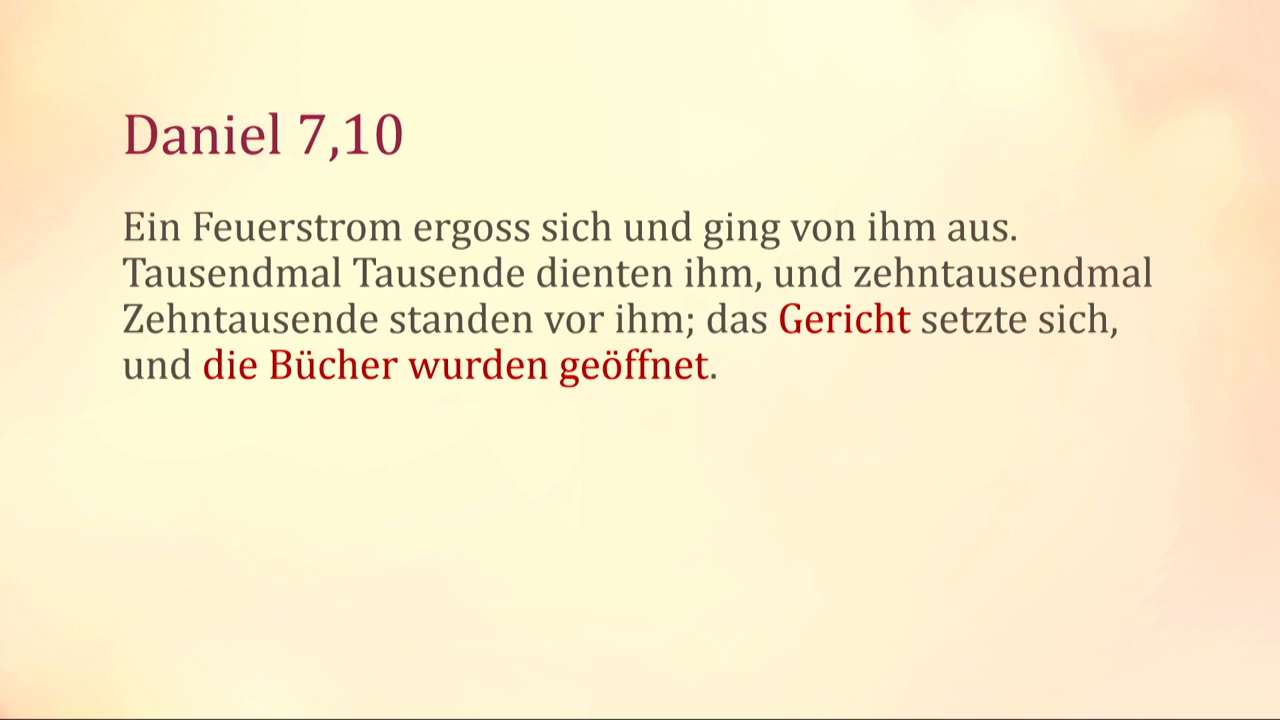 Daniel 7,10
Ein Feuerstrom ergoss sich und ging von ihm aus.
Tausendmal Tausende dienten ihm, und zehntausendmal
Zehntausende standen vor ihm; das Gericht setzte sich,
und die Bücher wurden geöffnet.